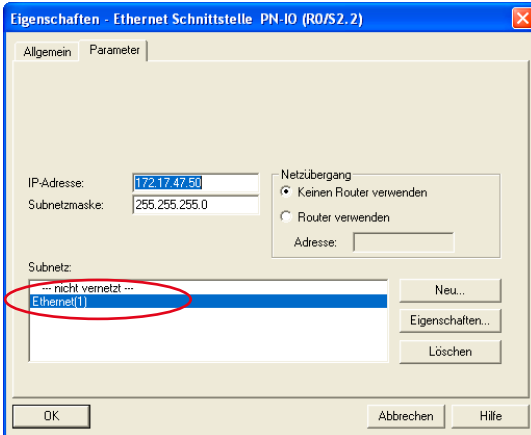 Eigenschaften - Ethernet Schnittstelle PN-IO (R0/S2.2)
Allgemein Parameter
IP-Adresse: 172.17.47.50
Subnetzmaske: 255.255.255.0
Netzübergang
Keinen Router verwenden
Router verwenden
Adresse:
Subnetz:
--- nicht vernetzt ---
Ethernet(1)
Neu...
Eigenschaften...
Löschen
OK Abbrechen Hilfe